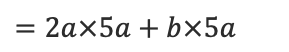 = 2a×5a + b×5a